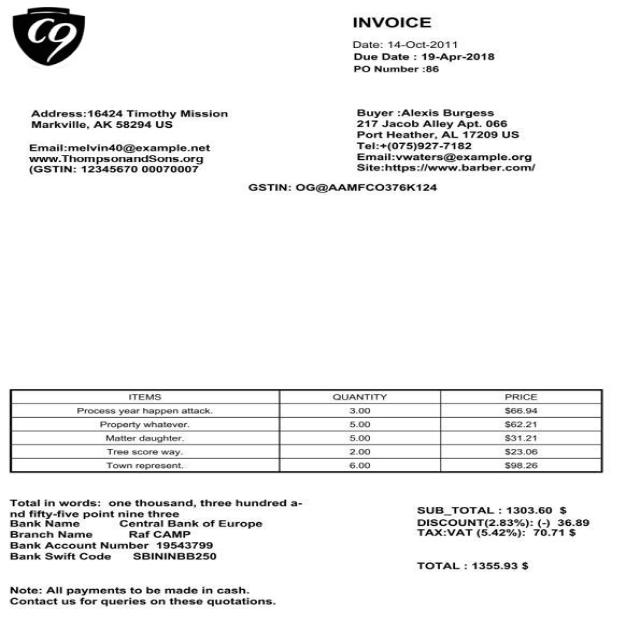 C9
INVOICE
Date: 14-Oct-2011
Due Date : 19-Apr-2018
PO Number :86
Address:16424 Timothy Mission
Markville, AK 58294 US
Email:melvin40@example.net
www.ThompsonandSons.org
(GSTIN: 12345670 00070007
Buyer :Alexis Burgess
217 Jacob Alley Apt. 066
Port Heather, AL 17209 US
Tel:+(075)927-7182
Email:vwaters@example.org
Site:https://www.barber.com/
GSTIN: OG@AAMFCO376K124
ITEMS QUANTITY PRICE
Process year happen attack. 3.00 $66.94
Property whatever. 5.00 $62.21
Matter daughter. 5.00 $31.21
Tree score way. 2.00 $23.06
Town represent. 6.00 $98.26
Total in words: one thousand, three hundred a-
nd fifty-five point nine three
Bank Name Central Bank of Europe
Branch Name Raf CAMP
Bank Account Number 19543799
Bank Swift Code SBININBB250
SUB_TOTAL : 1303.60 $
DISCOUNT(2.83%): (-) 36.89
TAX:VAT (5.42%): 70.71 $
TOTAL : 1355.93 $
Note: All payments to be made in cash.
Contact us for queries on these quotations.